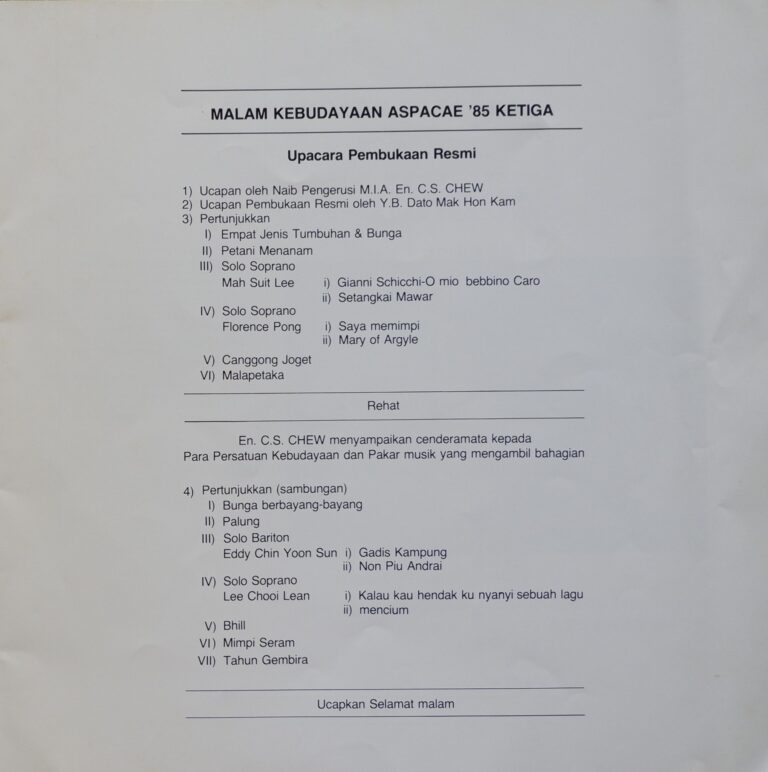 MALAM KEBUDAYAAN ASPACAE '85 KETIGA
Upacara Pembukaan Resmi
1) Ucapan oleh Naib Pengerusi M.I.A. En. C.S. CHEW
2) Ucapan Pembukaan Resmi oleh Y.B. Dato Mak Hon Kam
3) Pertunjukkan
I) Empat Jenis Tumbuhan & Bunga
II) Petani Menanam
III) Solo Soprano
Mah Suit Lee i) Gianni Schicchi-O mio bebbino Caro
ii) Setangkai Mawar
IV) Solo Soprano
Florence Pong i) Saya memimpi
ii) Mary of Argyle
V) Canggong Joget
VI) Malapetaka
Rehat
En. C.S. CHEW menyampaikan cenderamata kepada
Para Persatuan Kebudayaan dan Pakar musik yang mengambil bahagian
4) Pertunjukkan (sambungan)
I) Bunga berbayang-bayang
II) Palung
III) Solo Bariton
Eddy Chin Yoon Sun i) Gadis Kampung
ii) Non Piu Andrai
IV) Solo Soprano
Lee Chooi Lean i) Kalau kau hendak ku nyanyi sebuah lagu
ii) mencium
V) Bhill
VI) Mimpi Seram
VII) Tahun Gembira
Ucapkan Selamat malam